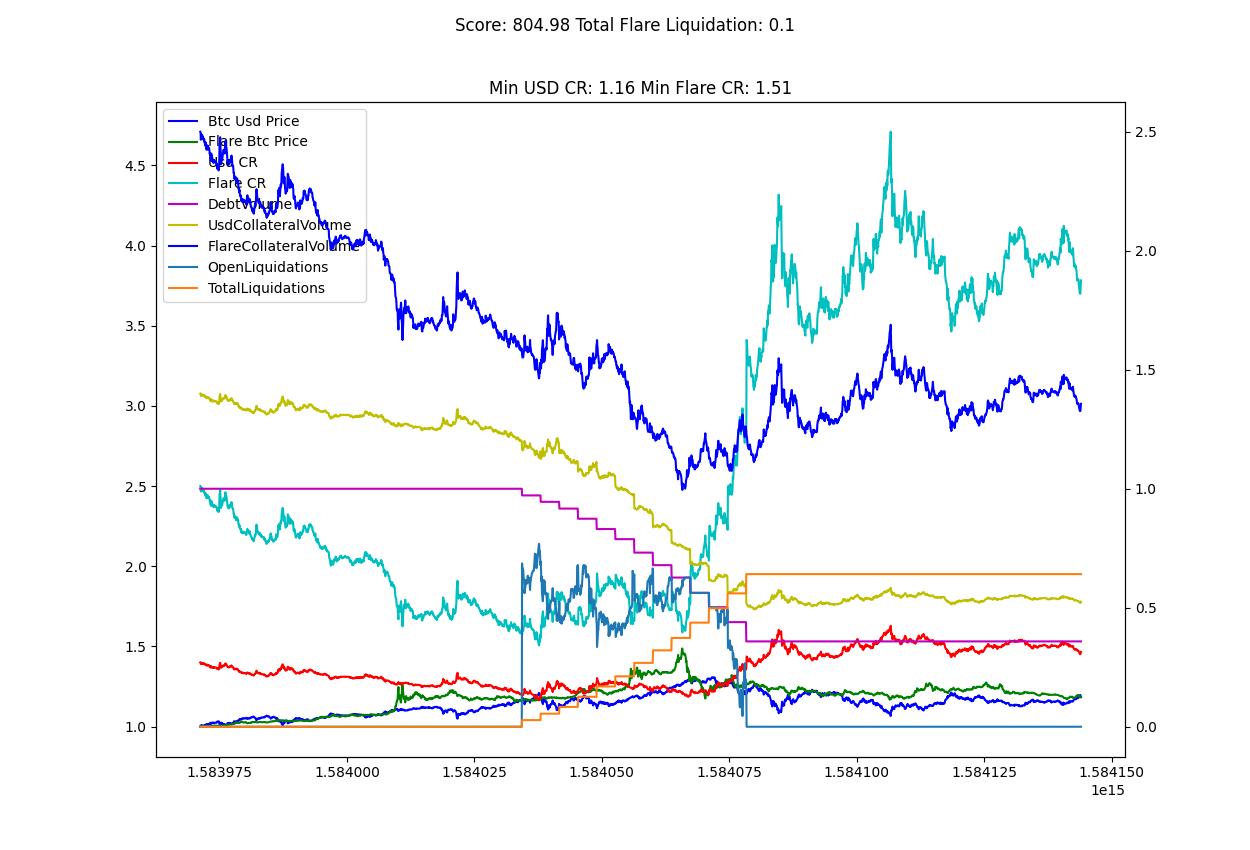 Score: 804.98 Total Flare Liquidation: 0.1
Min USD CR: 1.16 Min Flare CR: 1.51
Btc Usd Price
Flare Btc Price
Usd CR
Flare CR
DebtVolume
UsdCollateralVolume
FlareCollateralVolume
OpenLiquidations
TotalLiquidations
4.5
4.0
3.5
3.0
2.5
2.0
1.5
1.0
2.5
2.0
1.5
1.0
0.5
0.0
1.583975 1.584000 1.584025 1.584050 1.584075 1.584100 1.584125 1.584150
1e15